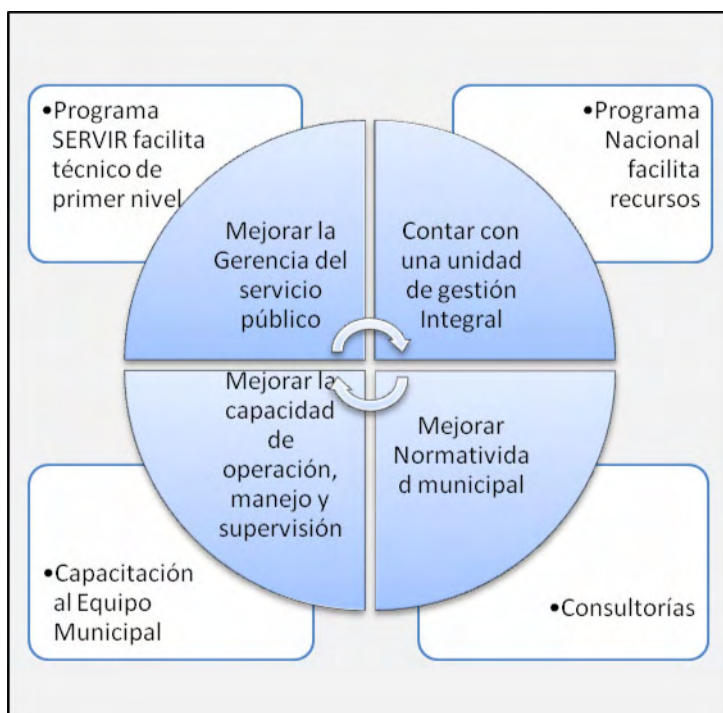 •Programa
SERVIR facilita
técnico de
primer nivel
•Programa
Nacional
facilita
recursos
Mejorar la
Gerencia del
servicio
público
Contar con
una unidad
de gestión
Integral
Mejorar la
capacidad
de
operación,
manejo y
supervisión
Mejorar
Normativida
d municipal
•Capacitación
al Equipo
Municipal
•Consultorías